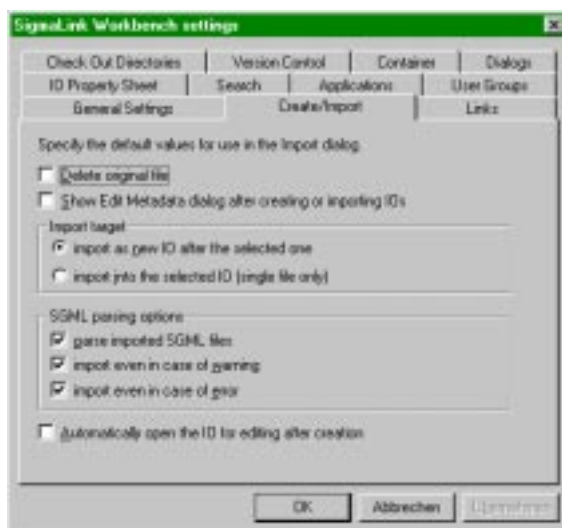 SigmaLink Workbench settings
Check Out Directories Version Control Container Dialogs
IO Property Sheet Search Applications User Groups
General Settings Create/Import Links
Specify the default values for use in the Import dialog.
Delete original file
Show Edit Metadata dialog after creating or importing IOs
Import target
import as new IO after the selected one
import into the selected IO (single file only)
SGML parsing options
parse imported SGML files
import even in case of warning
import even in case of error
Automatically open the IO for editing after creation
OK Abbrechen Übernehmen